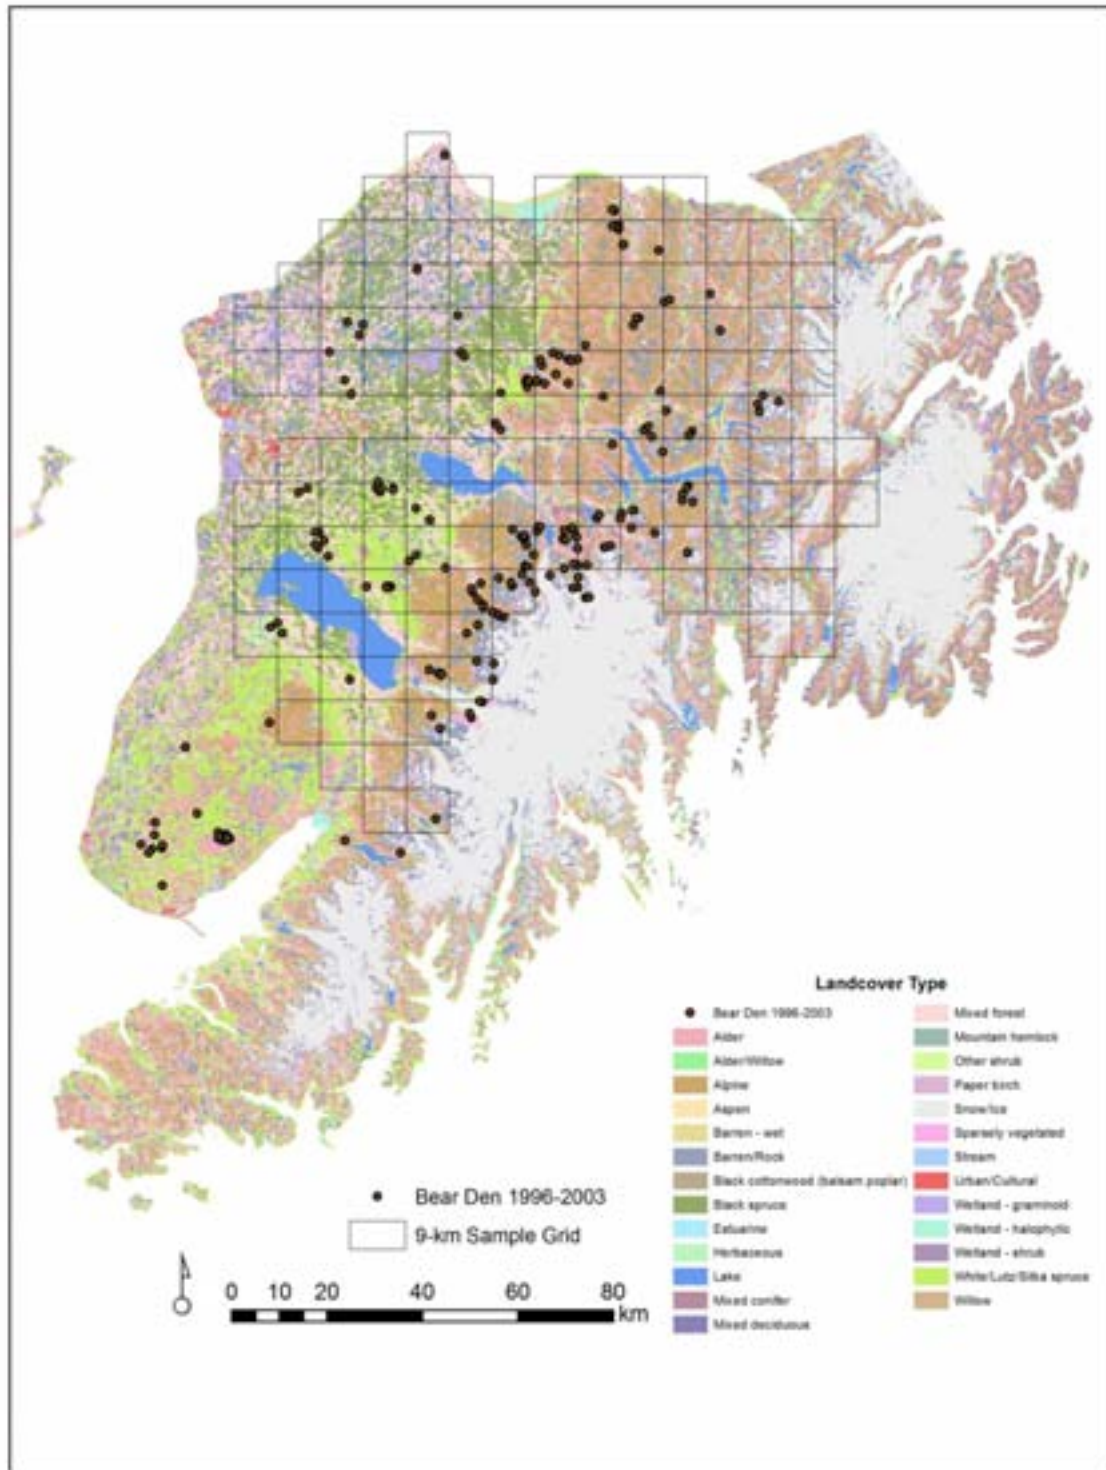 Landcover Type
Bear Den 1996-2003
Alder
Alder/Willow
Alpine
Aspen
Barren - wet
Barren/Rock
Black cottonwood (balsam poplar)
Black spruce
Estuarine
Herbaceous
Lake
Mixed conifer
Mixed deciduous
Mixed forest
Mountain hemlock
Other shrub
Paper birch
Snow/Ice
Sparsely vegetated
Stream
Urban/Cultural
Wetland - graminoid
Wetland - halophytic
Wetland - shrub
White/Lutz/Sitka spruce
Willow
Bear Den 1996-2003
9-km Sample Grid
0 10 20 40 60 80
km